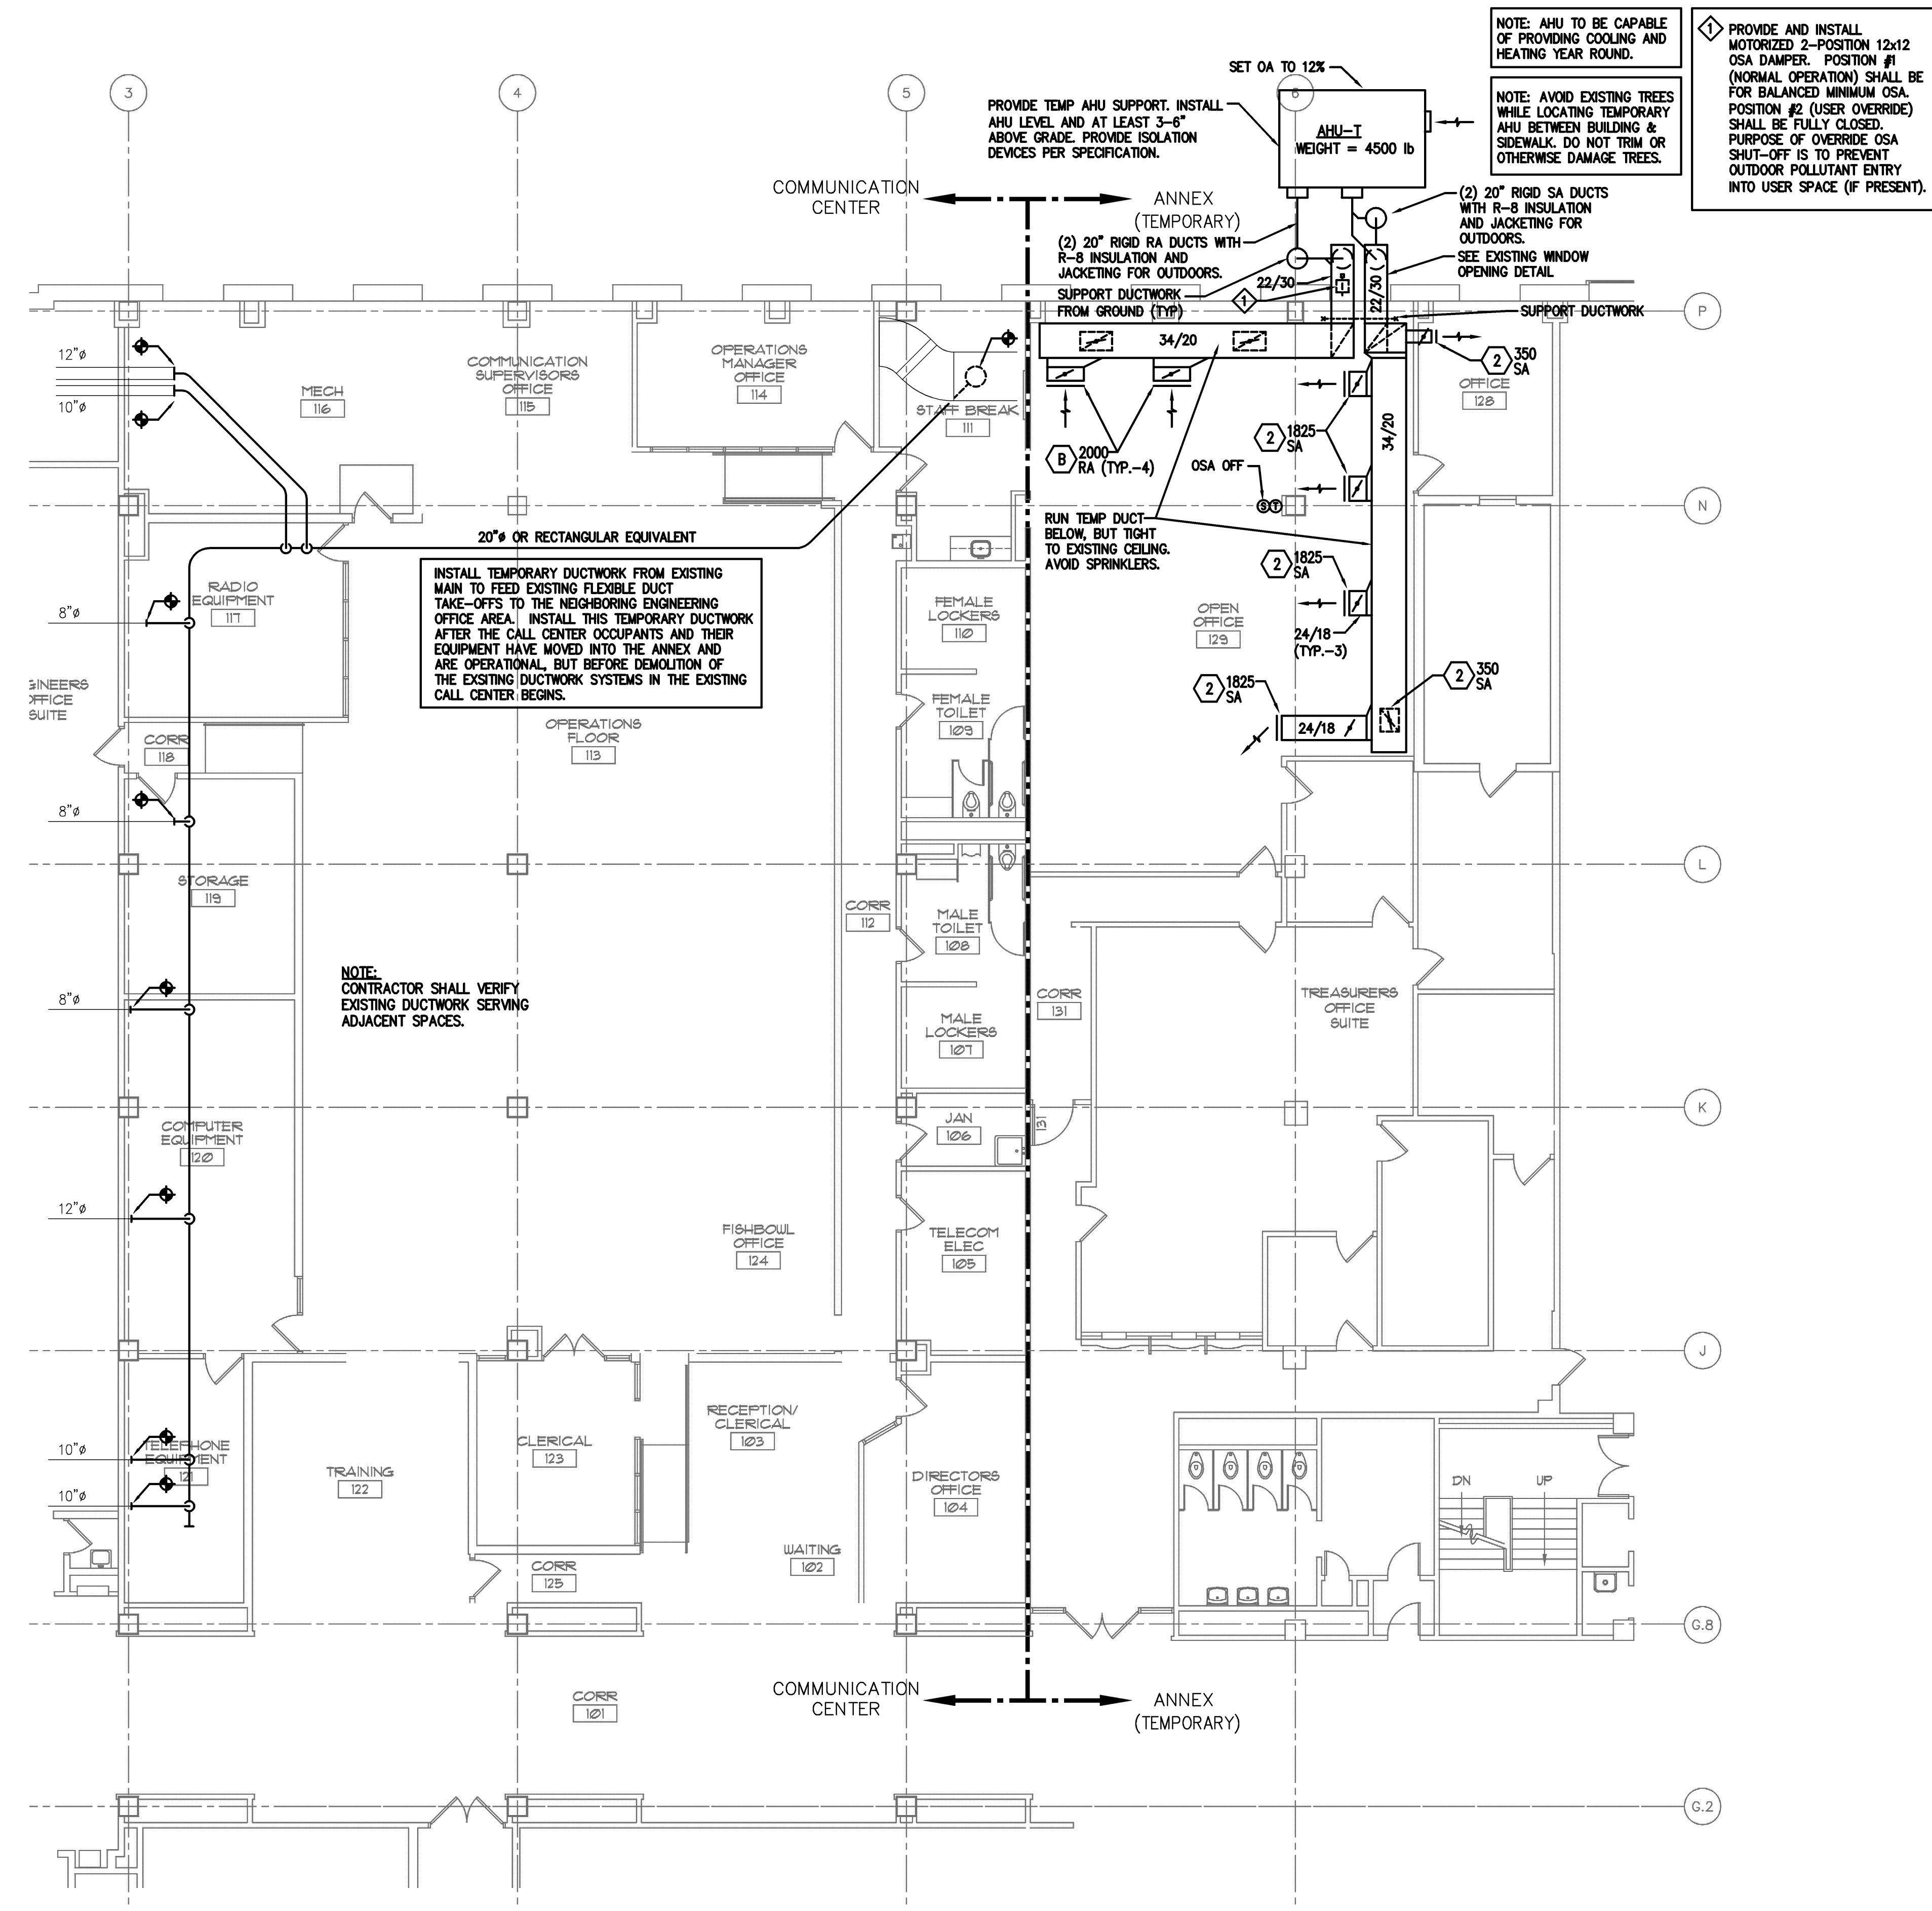 NOTE: AHU TO BE CAPABLE
OF PROVIDING COOLING AND
HEATING YEAR ROUND.
1
PROVIDE AND INSTALL
MOTORIZED 2-POSITION 12x12
OSA DAMPER. POSITION #1
(NORMAL OPERATION) SHALL BE
FOR BALANCED MINIMUM OSA.
POSITION #2 (USER OVERRIDE)
SHALL BE FULLY CLOSED.
PURPOSE OF OVERRIDE OSA
SHUT-OFF IS TO PREVENT
OUTDOOR POLLUTANT ENTRY
INTO USER SPACE (IF PRESENT).
NOTE: AVOID EXISTING TREES
WHILE LOCATING TEMPORARY
AHU BETWEEN BUILDING &
SIDEWALK. DO NOT TRIM OR
OTHERWISE DAMAGE TREES.
3
4
5
6
SET OA TO 12%
PROVIDE TEMP AHU SUPPORT. INSTALL
AHU LEVEL AND AT LEAST 3-6"
ABOVE GRADE. PROVIDE ISOLATION
DEVICES PER SPECIFICATION.
AHU-T
WEIGHT = 4500 lb
COMMUNICATION
CENTER
ANNEX
(TEMPORARY)
(2) 20" RIGID SA DUCTS
WITH R-8 INSULATION
AND JACKETING FOR
OUTDOORS.
(2) 20" RIGID RA DUCTS WITH
R-8 INSULATION AND
JACKETING FOR OUTDOORS.
SEE EXISTING WINDOW
OPENING DETAIL
22/30
22/30
SUPPORT DUCTWORK
FROM GROUND (TYP)
1
SUPPORT DUCTWORK
P
12"ø
10"ø
MECH
116
COMMUNICATION
SUPERVISORS
OFFICE
115
OPERATIONS
MANAGER
OFFICE
114
STAFF BREAK
111
34/20
2
350
SA
OFFICE
128
34/20
B
2000
RA (TYP.-4)
2
1825
SA
OSA OFF
S
T
N
RUN TEMP DUCT
BELOW, BUT TIGHT
TO EXISTING CEILING.
AVOID SPRINKLERS.
20"ø OR RECTANGULAR EQUIVALENT
INSTALL TEMPORARY DUCTWORK FROM EXISTING
MAIN TO FEED EXISTING FLEXIBLE DUCT
TAKE-OFFS TO THE NEIGHBORING ENGINEERING
OFFICE AREA. INSTALL THIS TEMPORARY DUCTWORK
AFTER THE CALL CENTER OCCUPANTS AND THEIR
EQUIPMENT HAVE MOVED INTO THE ANNEX AND
ARE OPERATIONAL, BUT BEFORE DEMOLITION OF
THE EXSITING DUCTWORK SYSTEMS IN THE EXISTING
CALL CENTER BEGINS.
RADIO
EQUIPMENT
117
8"ø
FEMALE
LOCKERS
110
OPEN
OFFICE
129
2
1825
SA
24/18
(TYP.-3)
GINEERS
OFFICE
SUITE
CORR
118
OPERATIONS
FLOOR
113
FEMALE
TOILET
109
2
1825
SA
24/18
2
350
SA
8"ø
L
STORAGE
119
CORR
112
MALE
TOILET
108
NOTE:
CONTRACTOR SHALL VERIFY
EXISTING DUCTWORK SERVING
ADJACENT SPACES.
8"ø
MALE
LOCKERS
107
CORR
131
TREASURERS
OFFICE
SUITE
K
COMPUTER
EQUIPMENT
120
JAN
106
131
12"ø
FISHBOWL
OFFICE
124
TELECOM
ELEC
105
J
10"ø
TELEPHONE
EQUIPMENT
121
10"ø
TRAINING
122
CLERICAL
123
RECEPTION/
CLERICAL
103
DIRECTORS
OFFICE
104
DN
UP
CORR
125
WAITING
102
G.8
COMMUNICATION
CENTER
ANNEX
(TEMPORARY)
CORR
101
G.2